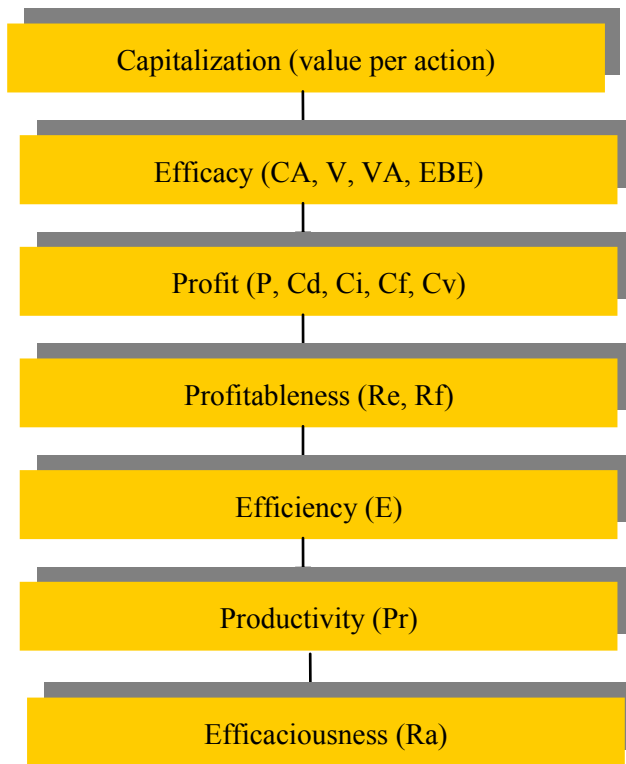 Capitalization (value per action)
Efficacy (CA, V, VA, EBE)
Profit (P, Cd, Ci, Cf, Cv)
Profitableness (Re, Rf)
Efficiency (E)
Productivity (Pr)
Efficaciousness (Ra)